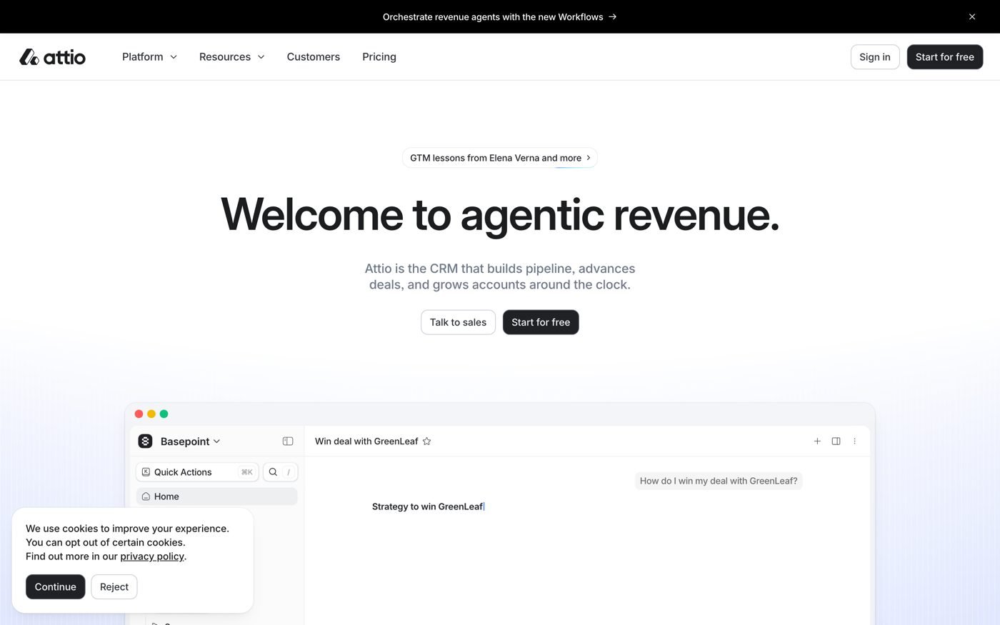 Orchestrate revenue agents with the new Workflows →
attio
Platform
Resources
Customers
Pricing
Sign in
Start for free
GTM lessons from Elena Verna and more
Welcome to agentic revenue.
Attio is the CRM that builds pipeline, advances
deals, and grows accounts around the clock.
Talk to sales
Start for free
Basepoint
Win deal with GreenLeaf
Quick Actions
⌘K
/
Home
How do I win my deal with GreenLeaf?
Strategy to win GreenLeaf
We use cookies to improve your experience.
You can opt out of certain cookies.
Find out more in our privacy policy.
Continue
Reject